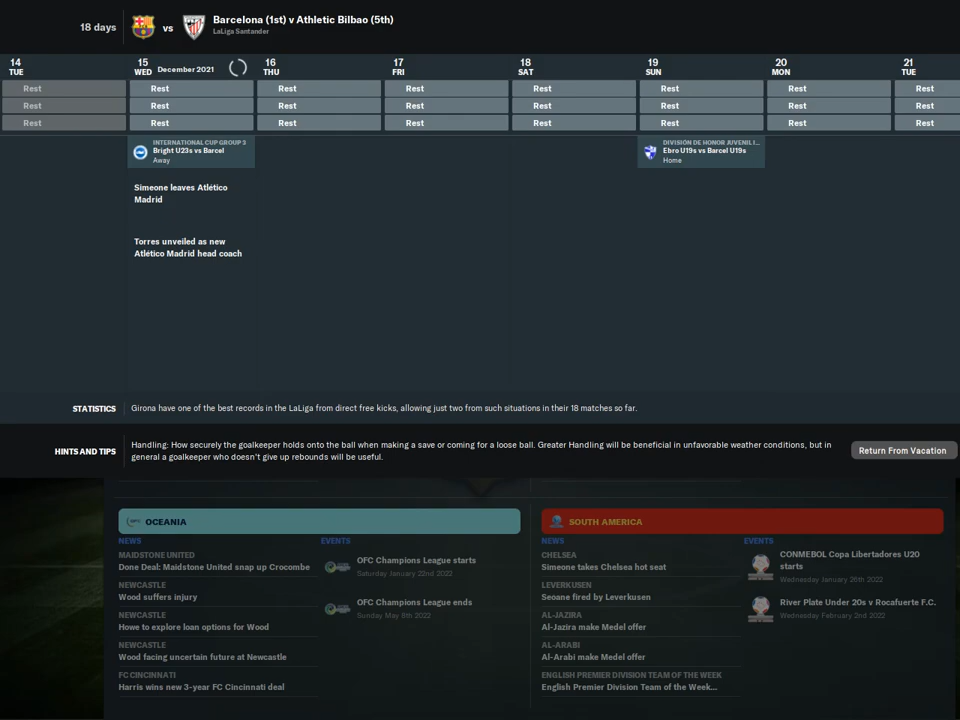 18 days
vs
Barcelona (1st) v Athletic Bilbao (5th)
LaLiga Santander
14
TUE
15
WED December 2021
16
THU
17
FRI
18
SAT
19
SUN
20
MON
21
TUE
Rest Rest Rest Rest Rest Rest Rest Rest
Rest Rest Rest Rest Rest Rest Rest Rest
Rest Rest Rest Rest Rest Rest Rest Rest
INTERNATIONAL CUP GROUP 3
Bright U23s vs Barcel
Away
DIVISIÓN DE HONOR JUVENIL I...
Ebro U19s vs Barcel U19s
Home
Simeone leaves Atlético
Madrid
Torres unveiled as new
Atlético Madrid head coach
STATISTICS
Girona have one of the best records in the LaLiga from direct free kicks, allowing just two from such situations in their 18 matches so far.
HINTS AND TIPS
Handling: How securely the goalkeeper holds onto the ball when making a save or coming for a loose ball. Greater Handling will be beneficial in unfavorable weather conditions, but in
general a goalkeeper who doesn't give up rebounds will be useful.
Return From Vacation
OCEANIA
NEWS
MAIDSTONE UNITED
Done Deal: Maidstone United snap up Crocombe
NEWCASTLE
Wood suffers injury
NEWCASTLE
Howe to explore loan options for Wood
NEWCASTLE
Wood facing uncertain future at Newcastle
FC CINCINNATI
Harris wins new 3-year FC Cincinnati deal
EVENTS
OFC Champions League starts
Saturday January 22nd 2022
OFC Champions League ends
Sunday May 8th 2022
SOUTH AMERICA
NEWS
CHELSEA
Simeone takes Chelsea hot seat
LEVERKUSEN
Seoane fired by Leverkusen
AL-JAZIRA
Al-Jazira make Medel offer
AL-ARABI
Al-Arabi make Medel offer
ENGLISH PREMIER DIVISION TEAM OF THE WEEK
English Premier Division Team of the Week...
EVENTS
CONMEBOL Copa Libertadores U20
starts
Wednesday January 26th 2022
River Plate Under 20s v Rocafuerte F.C.
Wednesday February 2nd 2022